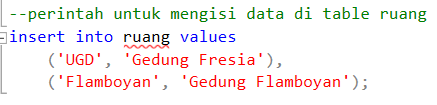 --perintah untuk mengisi data di table ruang
insert into ruang values
('UGD', 'Gedung Fresia'),
('Flamboyan', 'Gedung Flamboyan');